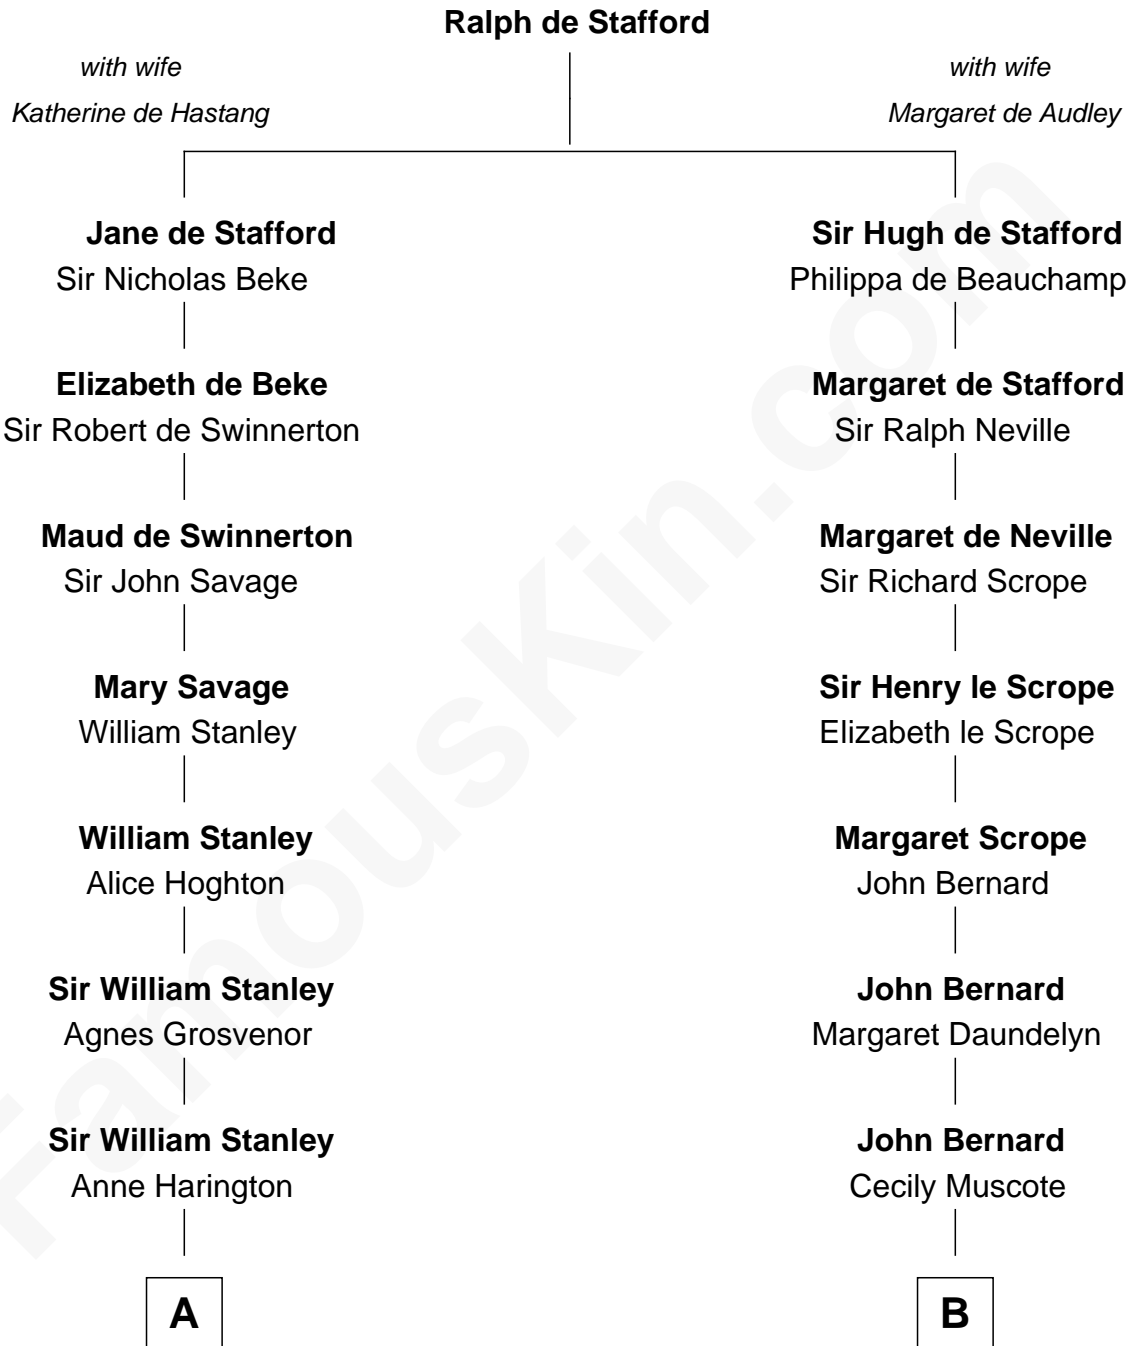 Ralph de Stafford
with wife
Katherine de Hastang
with wife
Margaret de Audley
Jane de Stafford
Sir Nicholas Beke
Sir Hugh de Stafford
Philippa de Beauchamp
Elizabeth de Beke
Sir Robert de Swinnerton
Margaret de Stafford
Sir Ralph Neville
Maud de Swinnerton
Sir John Savage
Margaret de Neville
Sir Richard Scrope
Mary Savage
William Stanley
Sir Henry le Scrope
Elizabeth le Scrope
William Stanley
Alice Hoghton
Margaret Scrope
John Bernard
Sir William Stanley
Agnes Grosvenor
John Bernard
Margaret Daundelyn
Sir William Stanley
Anne Harington
John Bernard
Cecily Muscote
A
B
FamousKin.com